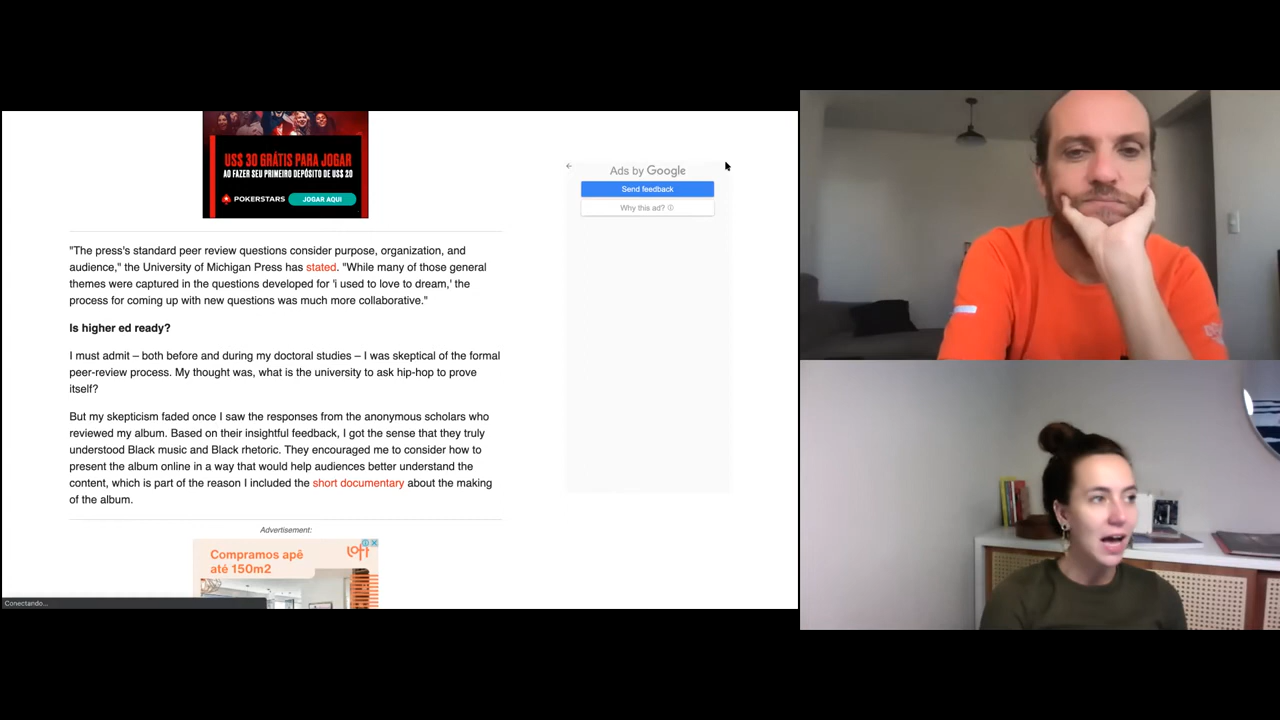 US$ 30 GRÁTIS PARA JOGAR
AO FAZER SEU PRIMEIRO DEPÓSITO DE US$ 20
POKERSTARS JOGAR AQUI
"The press's standard peer review questions consider purpose, organization, and
audience," the University of Michigan Press has stated. "While many of those general
themes were captured in the questions developed for 'i used to love to dream,' the
process for coming up with new questions was much more collaborative."
Is higher ed ready?
I must admit – both before and during my doctoral studies – I was skeptical of the formal
peer-review process. My thought was, what is the university to ask hip-hop to prove
itself?
But my skepticism faded once I saw the responses from the anonymous scholars who
reviewed my album. Based on their insightful feedback, I got the sense that they truly
understood Black music and Black rhetoric. They encouraged me to consider how to
present the album online in a way that would help audiences better understand the
content, which is part of the reason I included the short documentary about the making
of the album.
Advertisement:
Compramos apê
até 150m2
loft
Conectando...
Ads by Google
Send feedback
Why this ad?